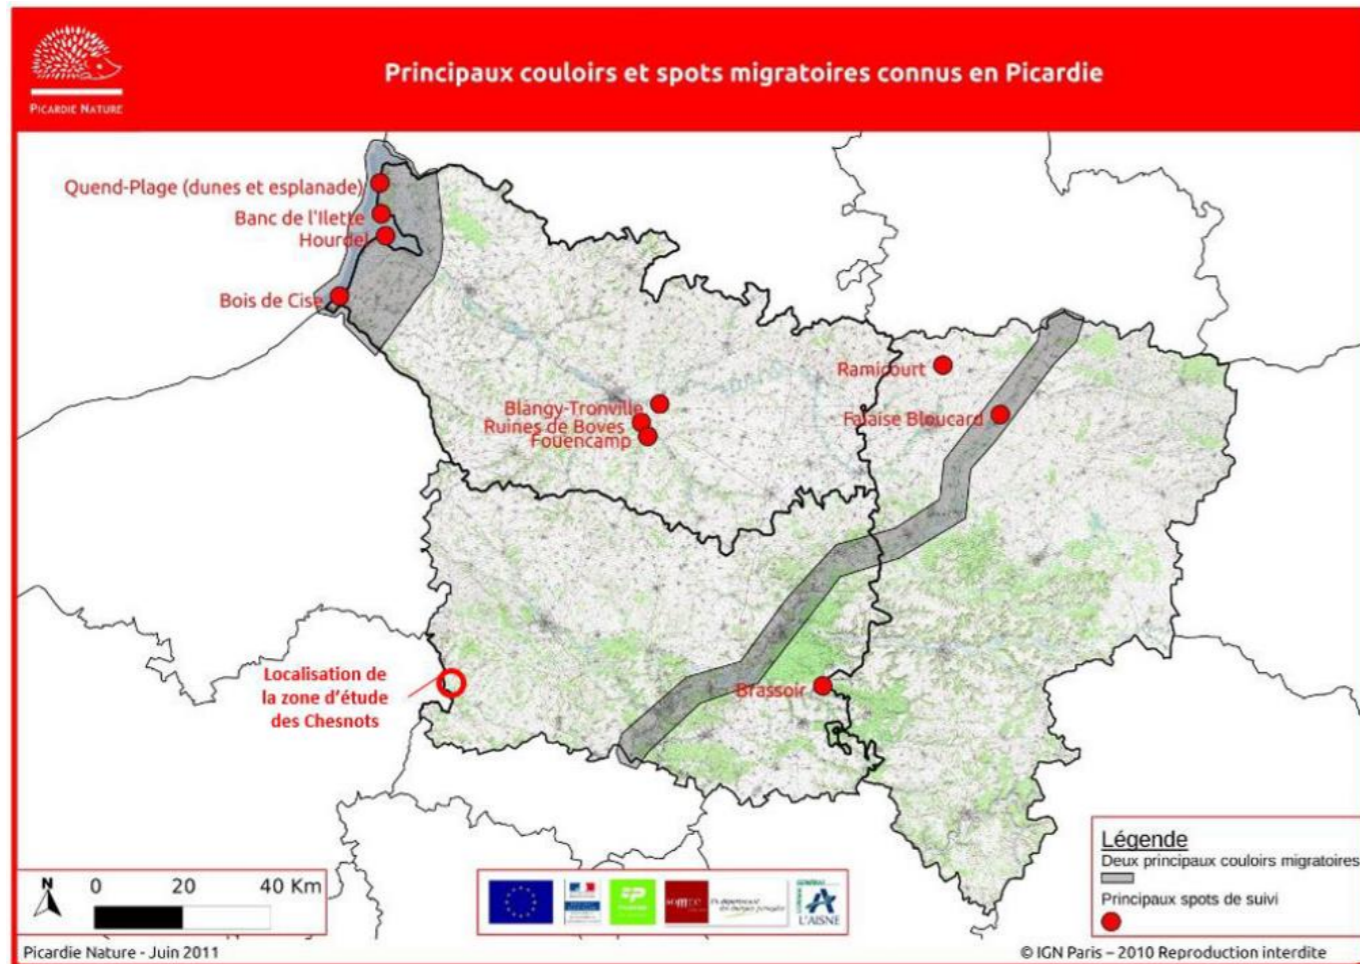 PICARDIE NATURE
Principaux couloirs et spots migratoires connus en Picardie
Quend-Plage (dunes et esplanade)
Banc de l'Ilette
Hourdel
Bois de Cise
Ramicourt
Blangy-Tronville
Falaise Bloucard
Ruines de Boves
Fouencamp
Localisation de
la zone d'étude
des Chesnots
Brassoir
Légende
Deux principaux couloirs migratoires
Principaux spots de suivi
N
0 20 40 Km
L'AISNE
Picardie Nature - Juin 2011
© IGN Paris – 2010 Reproduction interdite